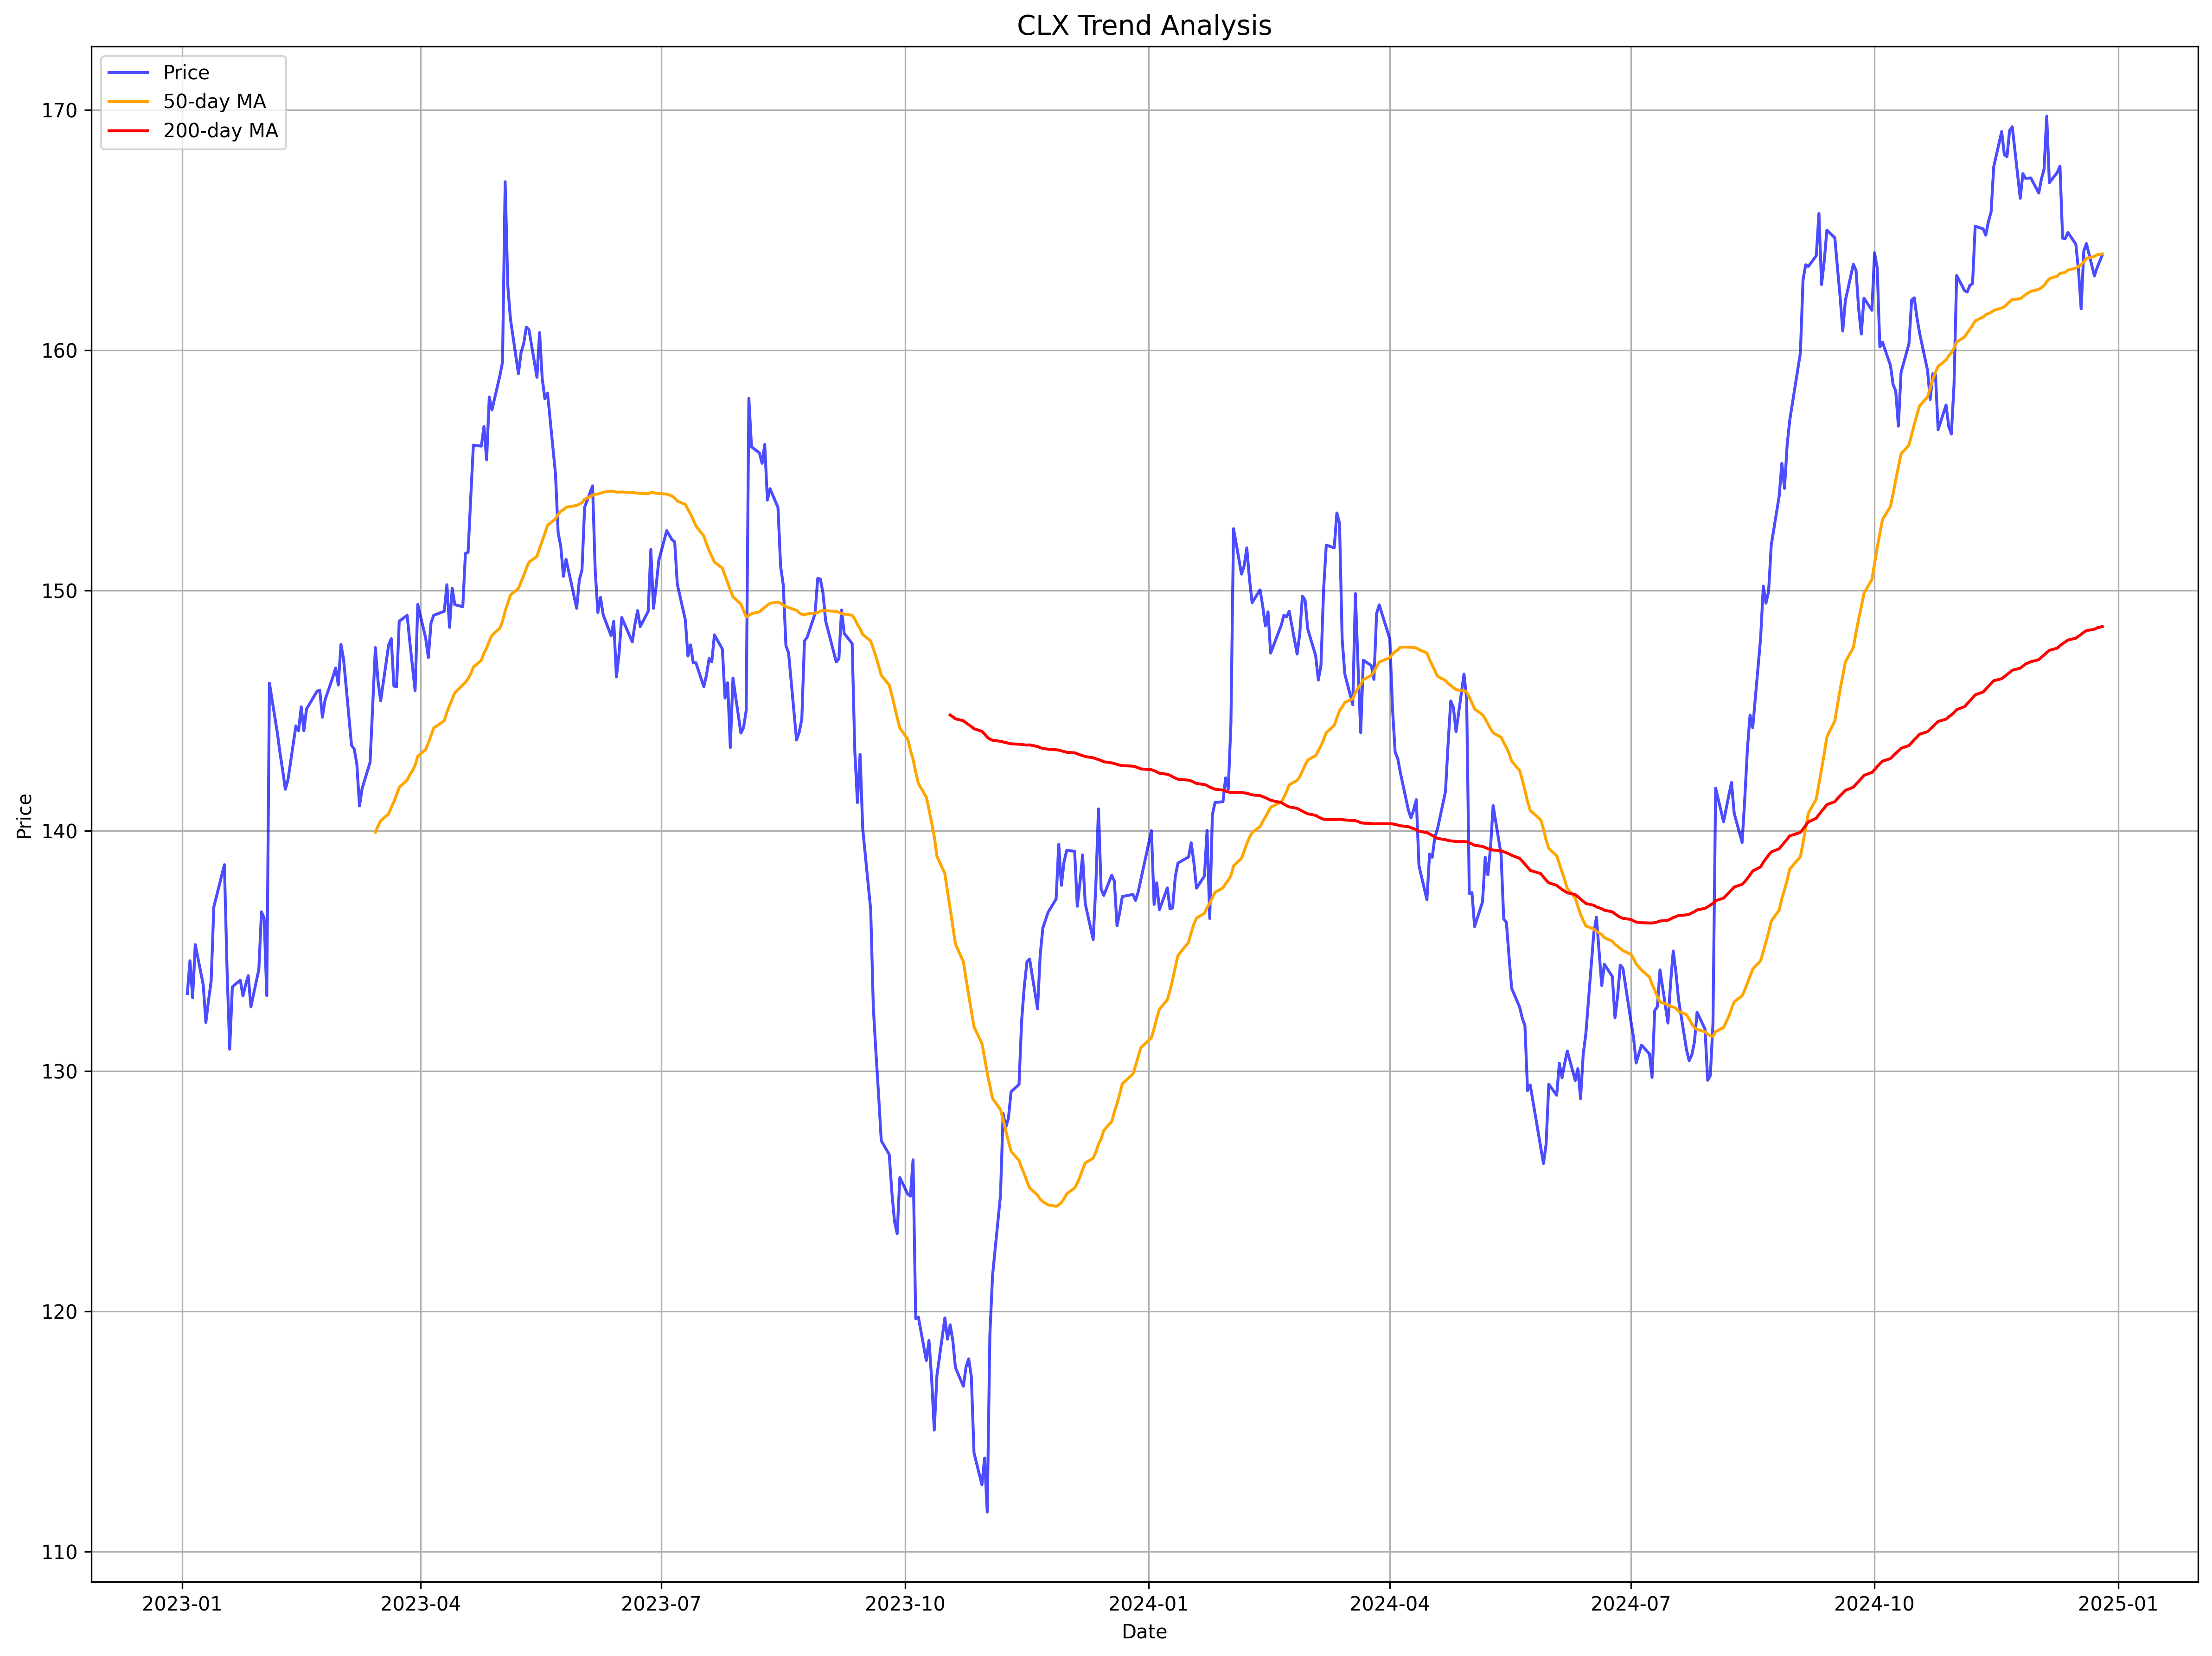 CLX Trend Analysis
Price
50-day MA
200-day MA
170
160
150
140
130
120
110
Price
2023-01
2023-04
2023-07
2023-10
2024-01
2024-04
2024-07
2024-10
2025-01
Date